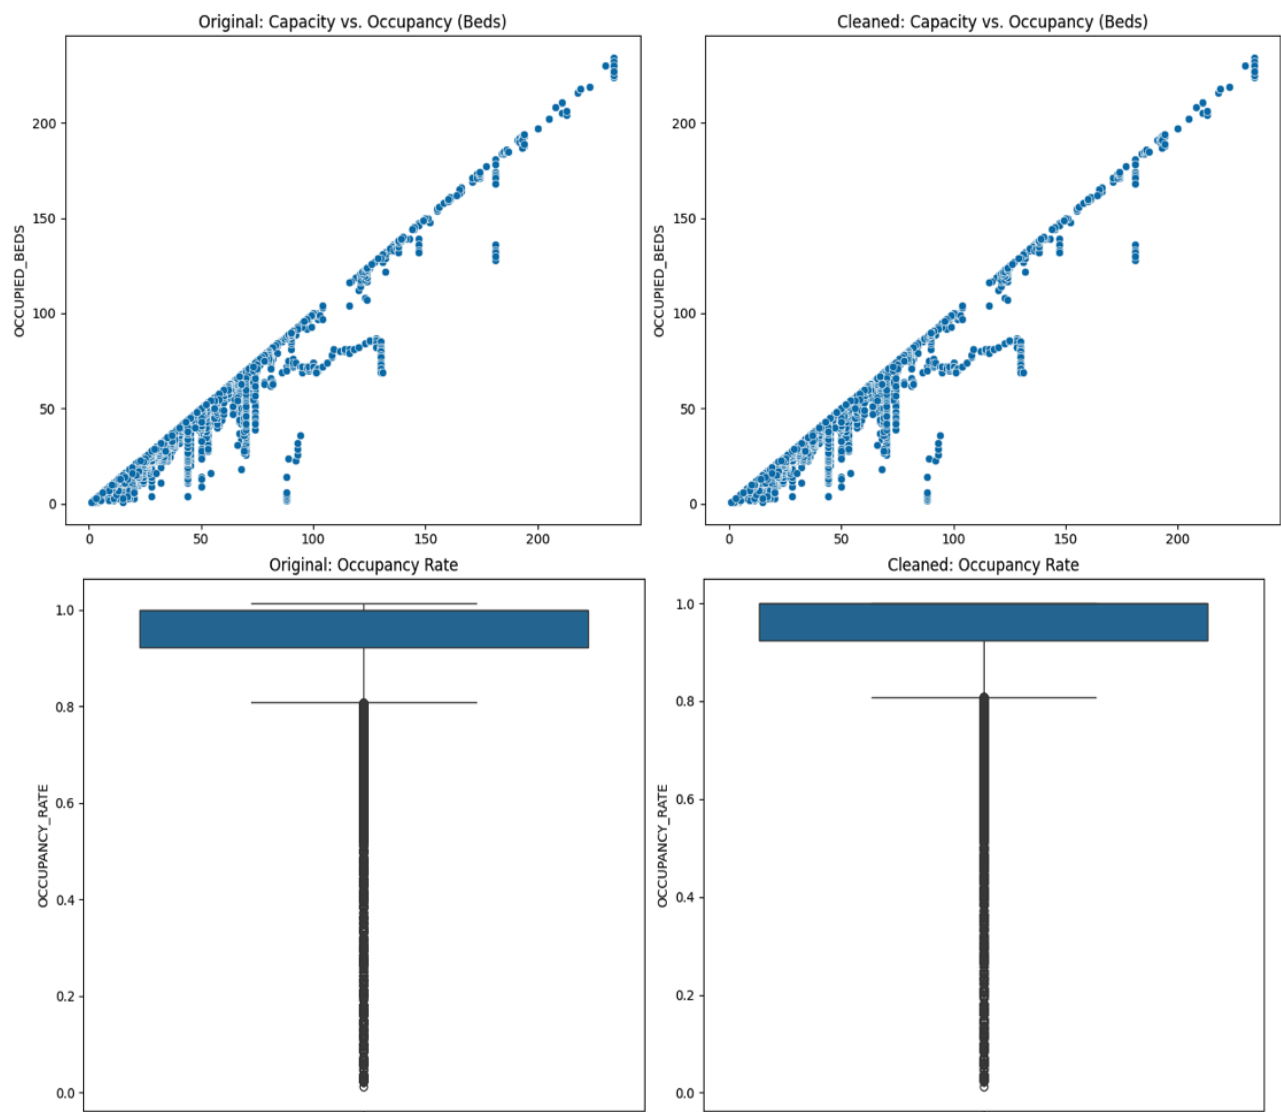 Original: Capacity vs. Occupancy (Beds)
OCCUPIED_BEDS
200
150
100
50
0
0 50 100 150 200
Cleaned: Capacity vs. Occupancy (Beds)
OCCUPIED_BEDS
200
150
100
50
0
0 50 100 150 200
Original: Occupancy Rate
OCCUPANCY_RATE
1.0
0.8
0.6
0.4
0.2
0.0
Cleaned: Occupancy Rate
OCCUPANCY_RATE
1.0
0.8
0.6
0.4
0.2
0.0